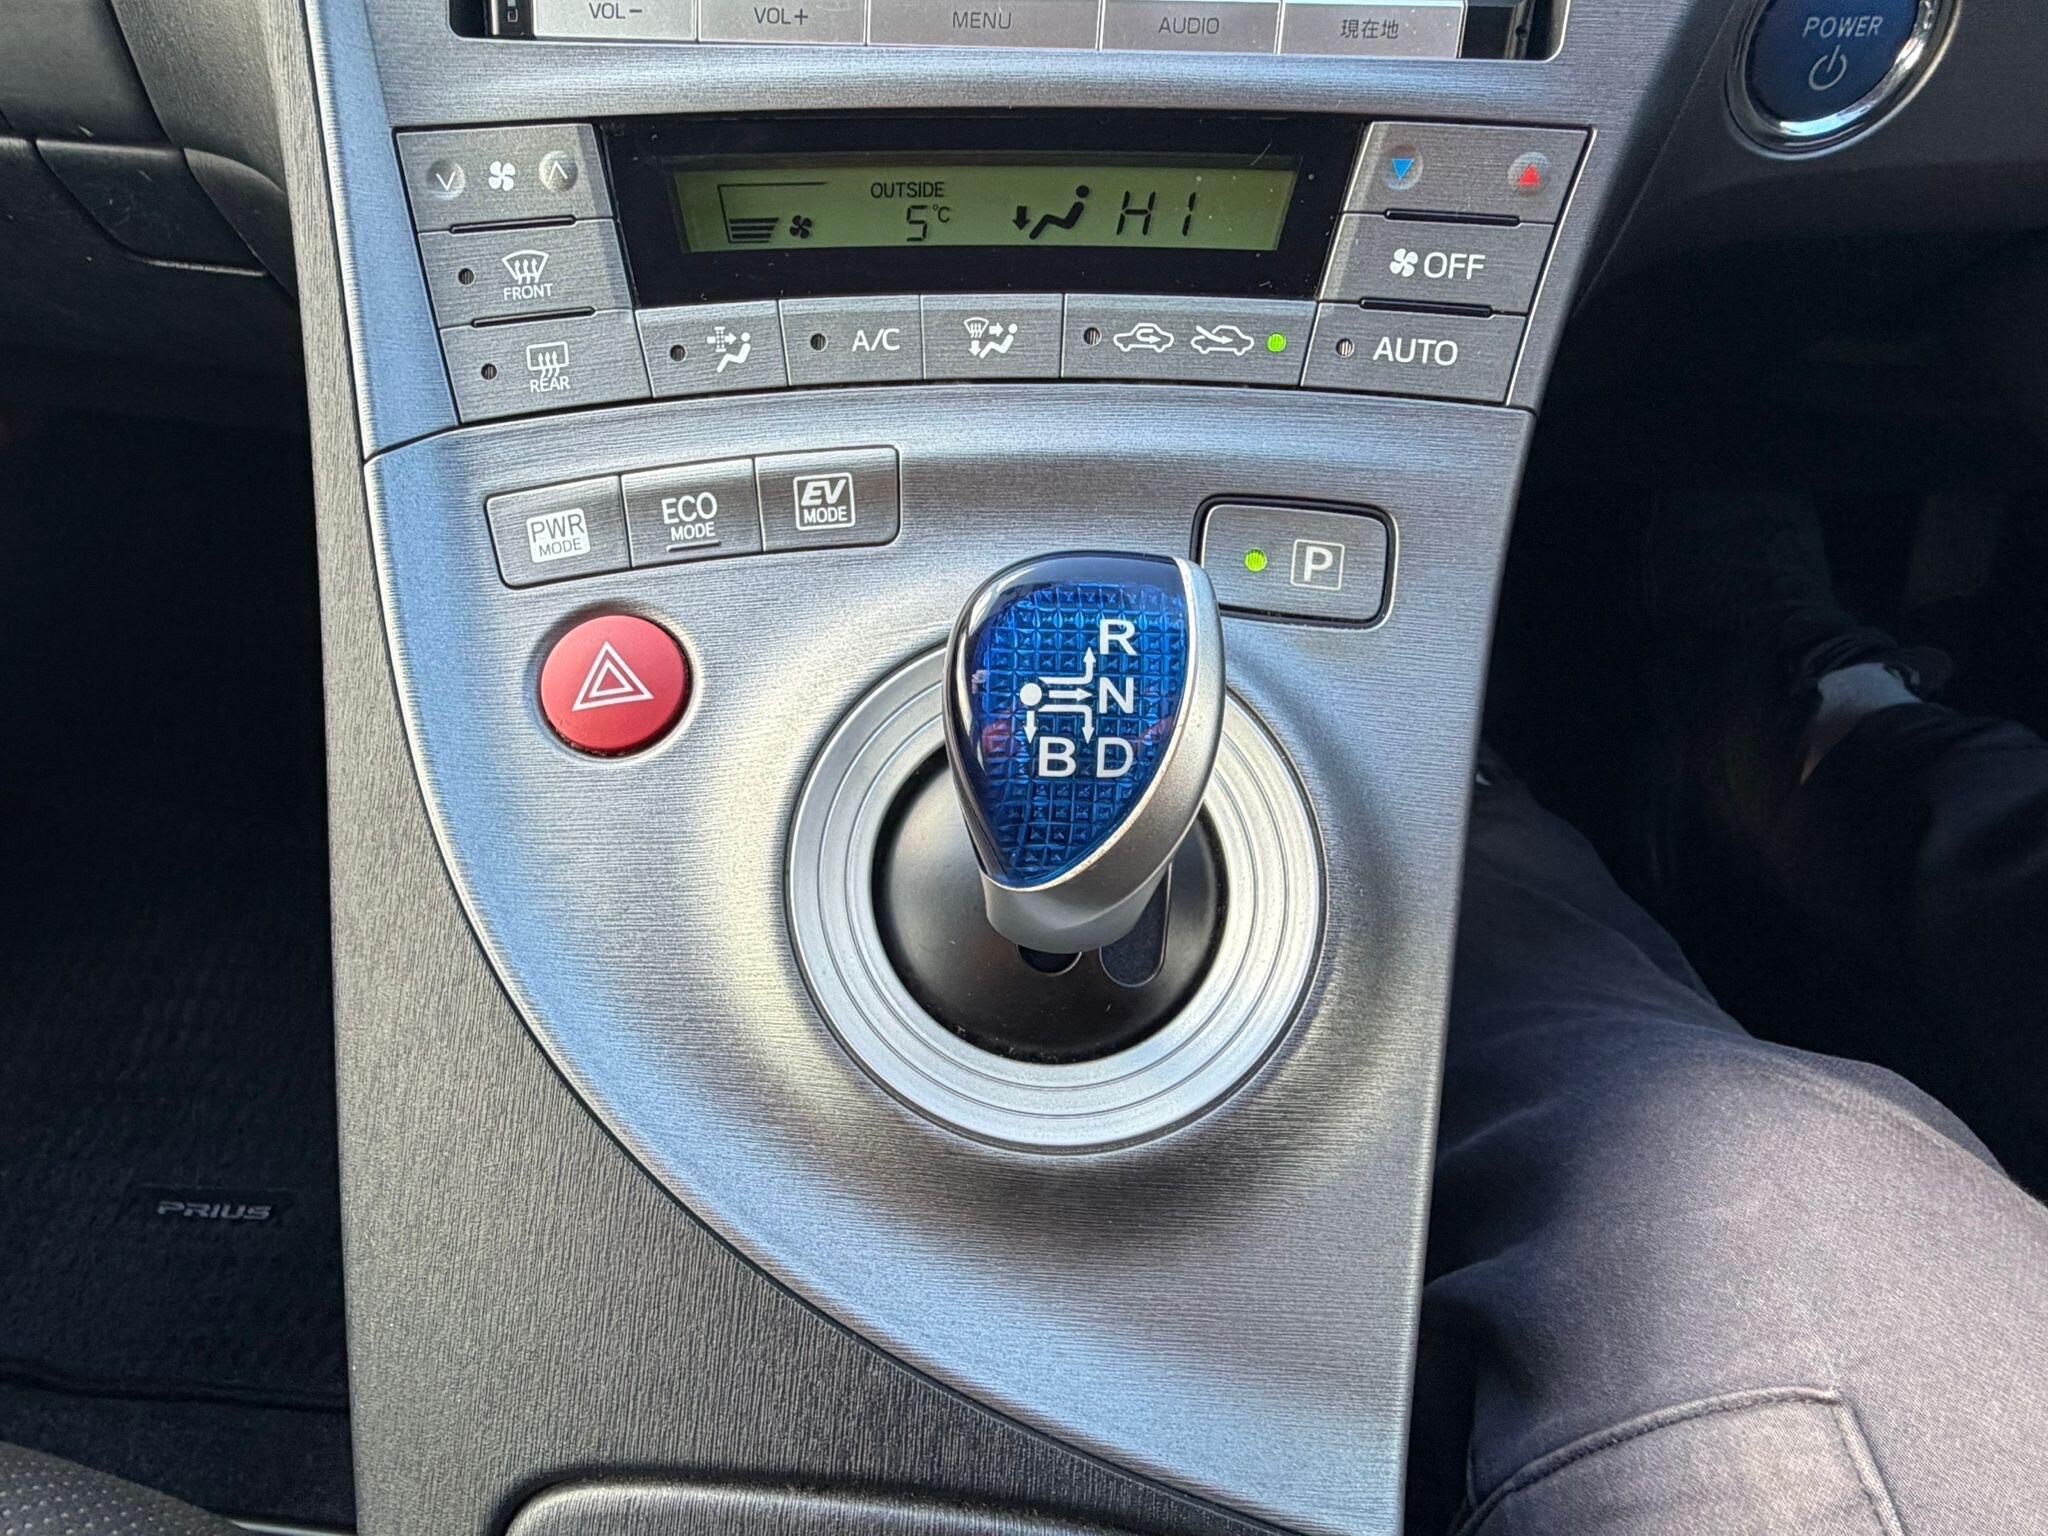 VOL− VOL+ MENU AUDIO 現在地
POWER
OUTSIDE
5°C HI
FRONT
OFF
REAR
A/C
AUTO
PWR MODE
ECO MODE
EV MODE
P
R
N
B D
PRIUS